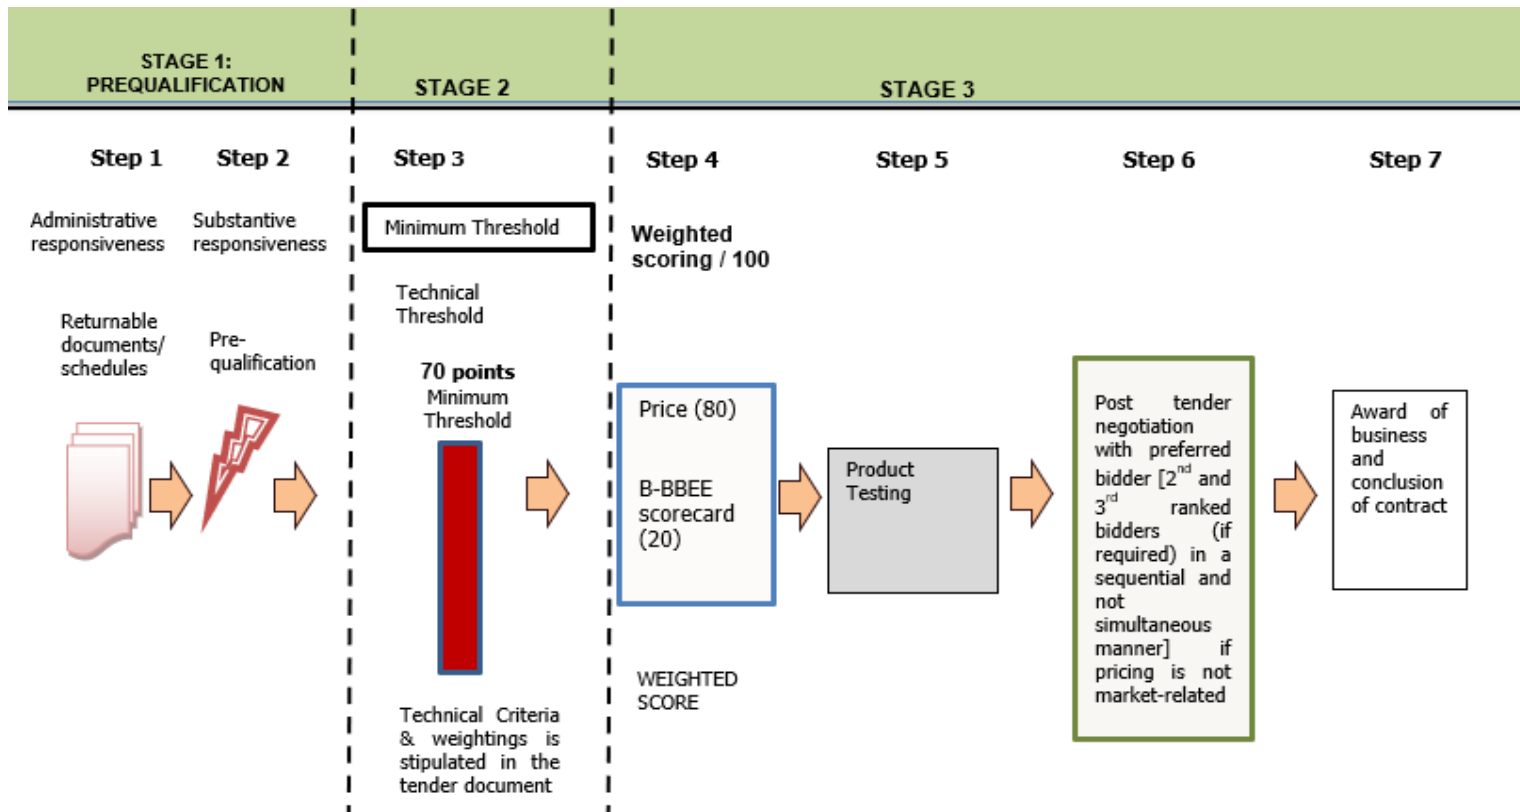 STAGE 1:
PREQUALIFICATION
STAGE 2
STAGE 3
Step 1
Step 2
Step 3
Step 4
Step 5
Step 6
Step 7
Administrative
responsiveness
Substantive
responsiveness
Minimum Threshold
Weighted
scoring / 100
Returnable
documents/
schedules
Pre-
qualification
Technical
Threshold
70 points
Minimum
Threshold
Technical Criteria
& weightings is
stipulated in the
tender document
Price (80)
B-BBEE
scorecard
(20)
WEIGHTED
SCORE
Product
Testing
Post tender
negotiation
with preferred
bidder [2nd and
3rd ranked
bidders (if
required) in a
sequential and
not
simultaneous
manner] if
pricing is not
market-related
Award of
business
and
conclusion
of contract